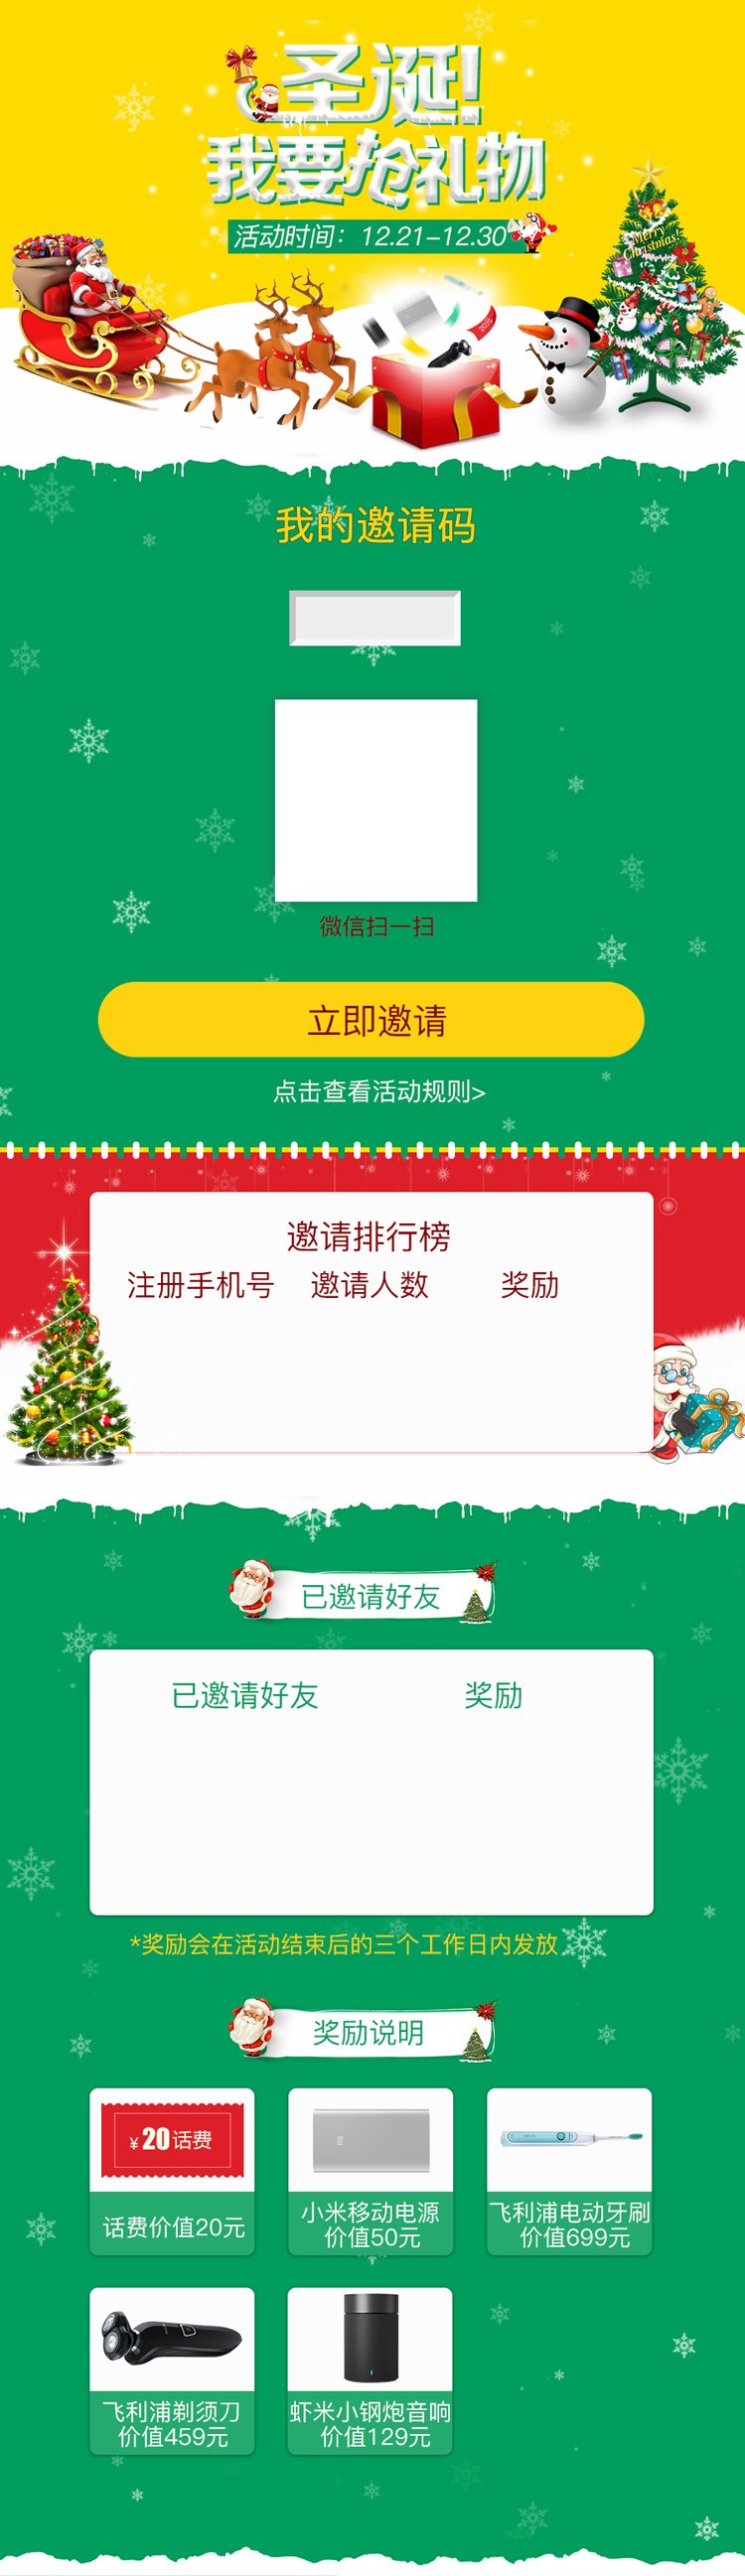 圣诞!
我要抢礼物
活动时间：12.21-12.30
Merry
Christmas
20元
我的邀请码
微信扫一扫
立即邀请
点击查看活动规则>
邀请排行榜
注册手机号 邀请人数 奖励
已邀请好友
已邀请好友 奖励
*奖励会在活动结束后的三个工作日内发放
奖励说明
¥20话费
话费价值20元
小米移动电源
价值50元
飞利浦电动牙刷
价值699元
飞利浦剃须刀
价值459元
虾米小钢炮音响
价值129元